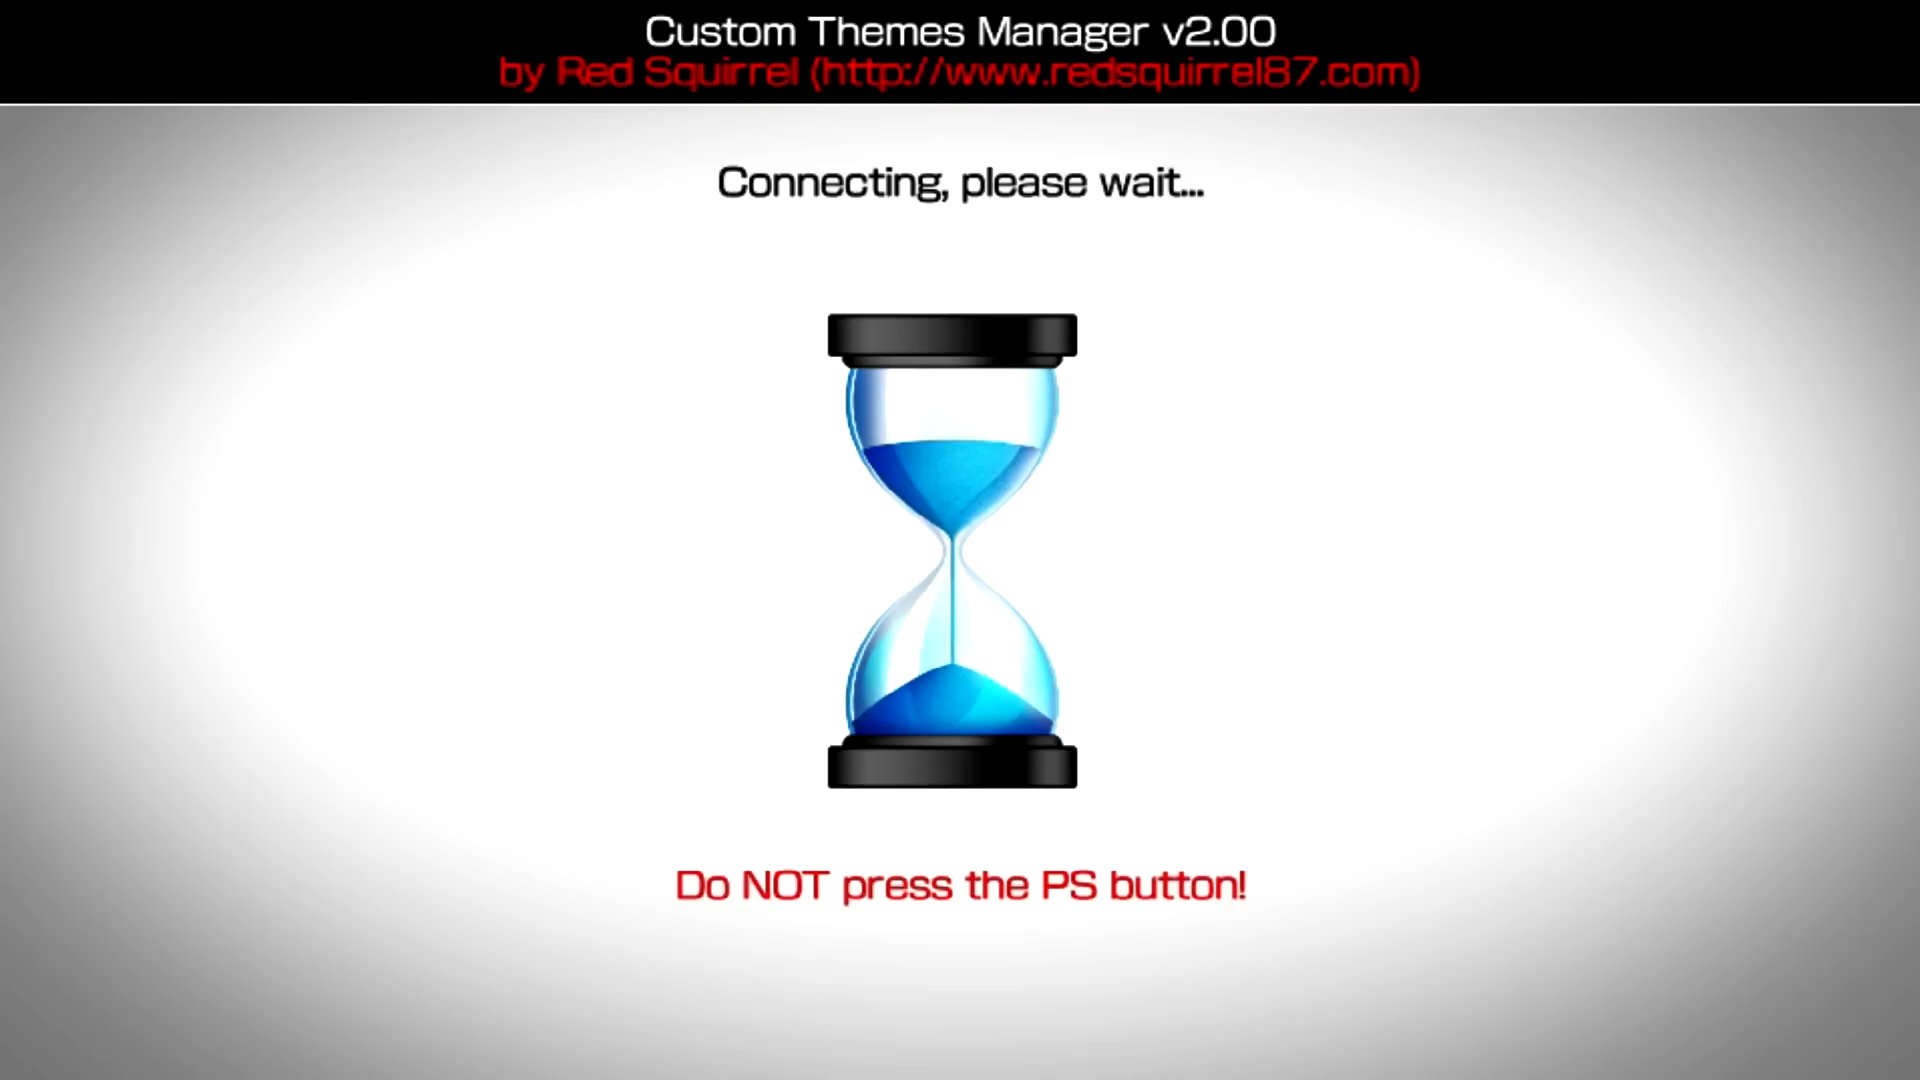 Custom Themes Manager v2.00
by Red Squirrel (http://www.redsquirrel87.com)
Connecting, please wait...
Do NOT press the PS button!